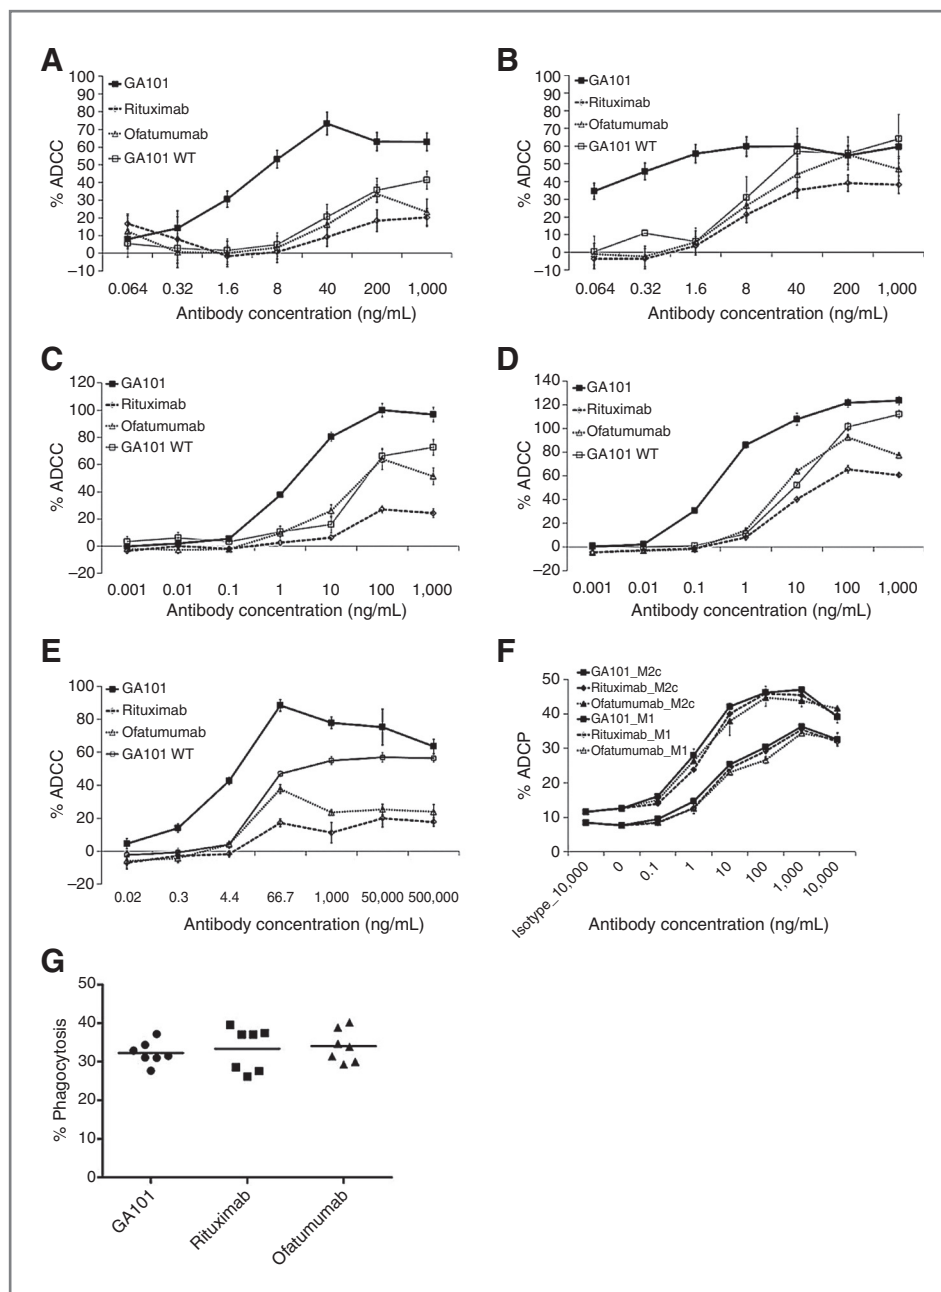 A
100
90
80
70
60
50
40
30
20
10
0
–10
% ADCC
GA101
Rituximab
Ofatumumab
GA101 WT
0.064 0.32 1.6 8 40 200 1,000
Antibody concentration (ng/mL)
B
100
90
80
70
60
50
40
30
20
10
0
–10
% ADCC
GA101
Rituximab
Ofatumumab
GA101 WT
0.064 0.32 1.6 8 40 200 1,000
Antibody concentration (ng/mL)
C
120
100
80
60
40
20
0
–20
% ADCC
GA101
Rituximab
Ofatumumab
GA101 WT
0.001 0.01 0.1 1 10 100 1,000
Antibody concentration (ng/mL)
D
140
120
100
80
60
40
20
0
–20
% ADCC
GA101
Rituximab
Ofatumumab
GA101 WT
0.001 0.01 0.1 1 10 100 1,000
Antibody concentration (ng/mL)
E
100
80
60
40
20
0
–20
% ADCC
GA101
Rituximab
Ofatumumab
GA101 WT
0.02 0.3 4.4 66.7 1,000 50,000 500,000
Antibody concentration (ng/mL)
F
50
40
30
20
10
0
% ADCP
GA101_M2c
Rituximab_M2c
Ofatumumab_M2c
GA101_M1
Rituximab_M1
Ofatumumab_M1
Isotype_10,000 0 0.1 1 10 100 1,000 10,000
Antibody concentration (ng/mL)
G
50
40
30
20
10
0
% Phagocytosis
GA101 Rituximab Ofatumumab